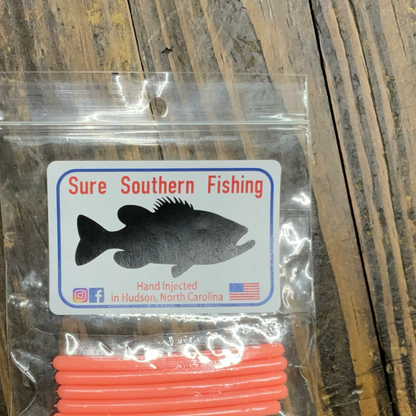 Sure Southern Fishing
Hand Injected
in Hudson, North Carolina